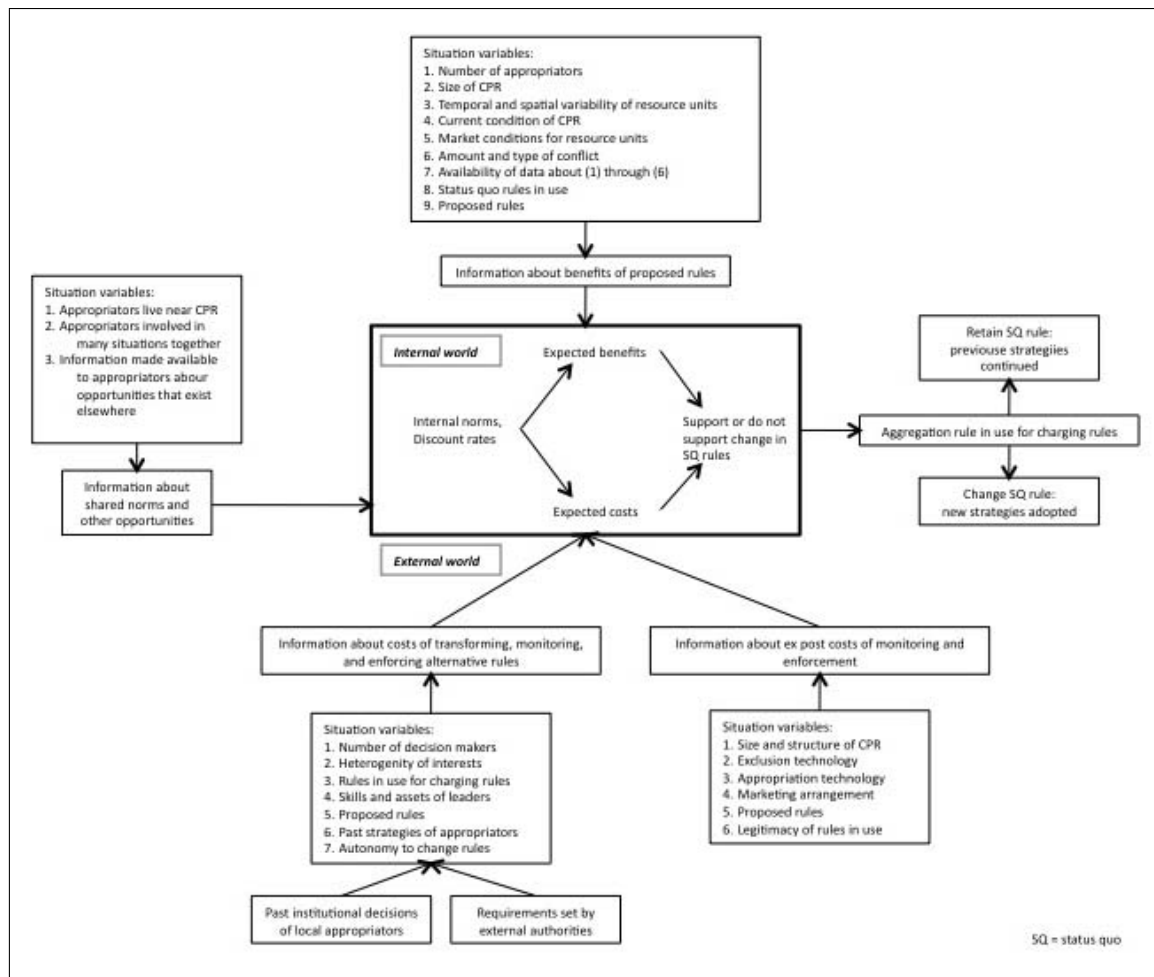 Situation variables:
1. Number of appropriators
2. Size of CPR
3. Temporal and spatial variability of resource units
4. Current condition of CPR
5. Market conditions for resource units
6. Amount and type of conflict
7. Availability of data about (1) through (6)
8. Status quo rules in use
9. Proposed rules
Information about benefits of proposed rules
Situation variables:
1. Appropriators live near CPR
2. Appropriators involved in
many situations together
3. Information made available
to appropriators abour
opportunities that exist
elsewhere
Information about
shared norms and
other opportunities
Internal world
Expected benefits
Internal norms,
Discount rates
Support or do not
support change in
SQ rules
Expected costs
External world
Retain SQ rule:
previouse strategiies
continued
Aggregation rule in use for charging rules
Change SQ rule:
new strategies adopted
Information about costs of transforming, monitoring,
and enforcing alternative rules
Information about ex post costs of monitoring and
enforcement
Situation variables:
1. Number of decision makers
2. Heterogenity of interests
3. Rules in use for charging rules
4. Skills and assets of leaders
5. Proposed rules
6. Past strategies of appropriators
7. Autonomy to change rules
Situation variables:
1. Size and structure of CPR
2. Exclusion technology
3. Appropriation technology
4. Marketing arrangement
5. Proposed rules
6. Legitimacy of rules in use
Past institutional decisions
of local appropriators
Requirements set by
external authorities
SQ = status quo